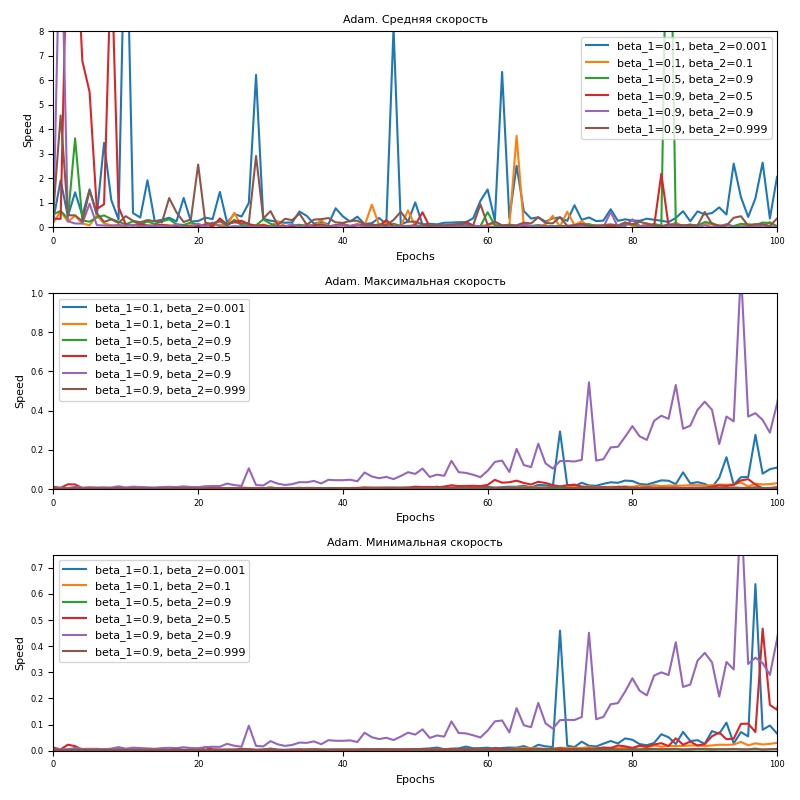 Adam. Средняя скорость
8
7
6
5
4
3
2
1
0
Speed
beta_1=0.1, beta_2=0.001
beta_1=0.1, beta_2=0.1
beta_1=0.5, beta_2=0.9
beta_1=0.9, beta_2=0.5
beta_1=0.9, beta_2=0.9
beta_1=0.9, beta_2=0.999
0 20 40 60 80 100
Epochs
Adam. Максимальная скорость
1.0
0.8
0.6
0.4
0.2
0.0
Speed
beta_1=0.1, beta_2=0.001
beta_1=0.1, beta_2=0.1
beta_1=0.5, beta_2=0.9
beta_1=0.9, beta_2=0.5
beta_1=0.9, beta_2=0.9
beta_1=0.9, beta_2=0.999
0 20 40 60 80 100
Epochs
Adam. Минимальная скорость
0.7
0.6
0.5
0.4
0.3
0.2
0.1
0.0
Speed
beta_1=0.1, beta_2=0.001
beta_1=0.1, beta_2=0.1
beta_1=0.5, beta_2=0.9
beta_1=0.9, beta_2=0.5
beta_1=0.9, beta_2=0.9
beta_1=0.9, beta_2=0.999
0 20 40 60 80 100
Epochs